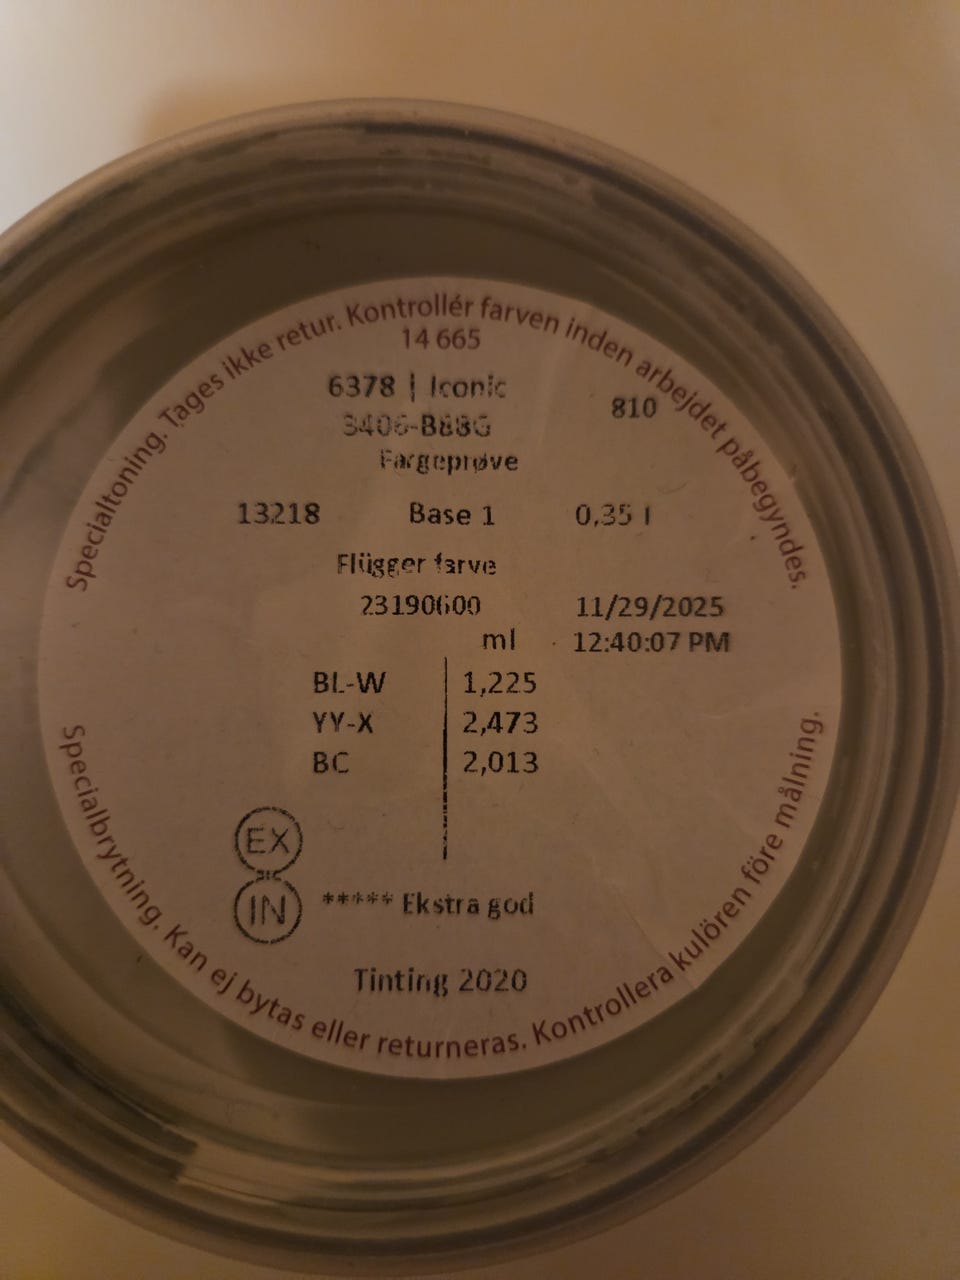 Specialtoning. Tages ikke retur. Kontrollér farven inden arbejdet påbegyndes.
14 665
6378 | Iconic
810
3406-B88G
Fargeprøve
13218 Base 1 0,35 l
Flügger farve
23190600 11/29/2025
ml 12:40:07 PM
BL-W 1,225
YY-X 2,473
BC 2,013
EX
IN ***** Ekstra god
Tinting 2020
Specialbrytning. Kan ej bytas eller returneras. Kontrollera kulören före målning.